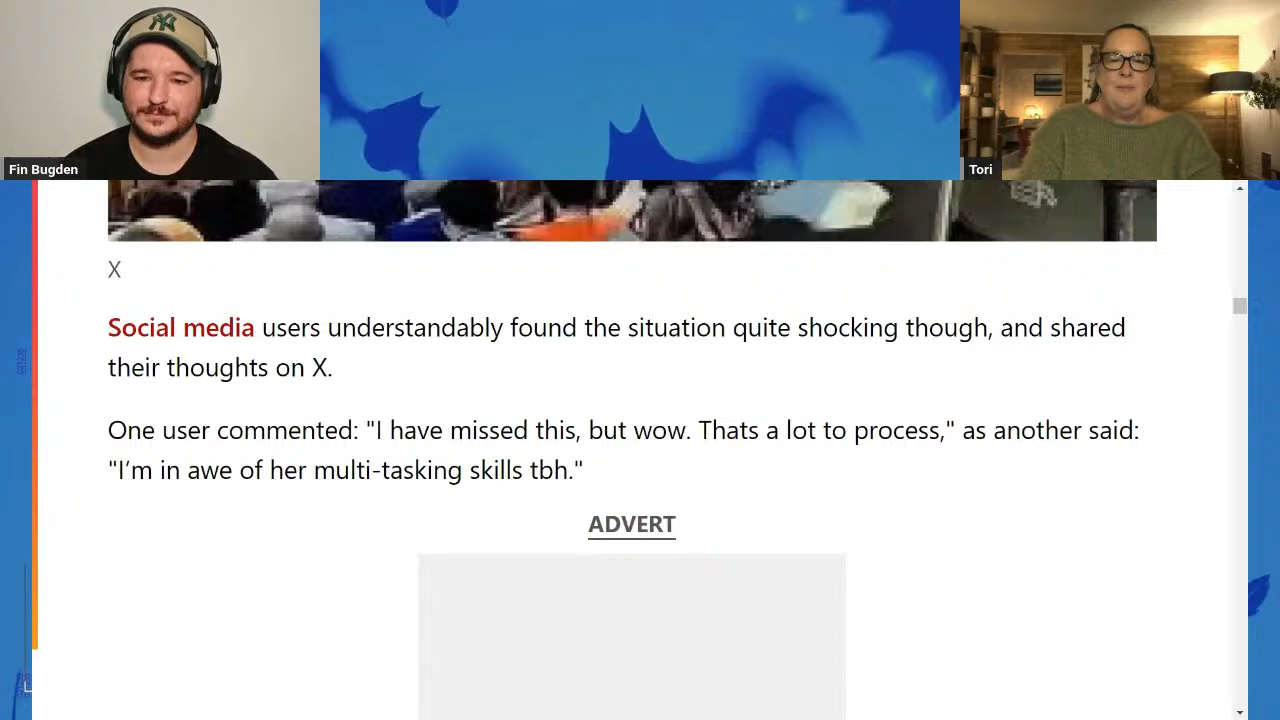 Fin Bugden
Tori
X
Social media users understandably found the situation quite shocking though, and shared
their thoughts on X.
One user commented: "I have missed this, but wow. Thats a lot to process," as another said:
"I’m in awe of her multi-tasking skills tbh."
ADVERT